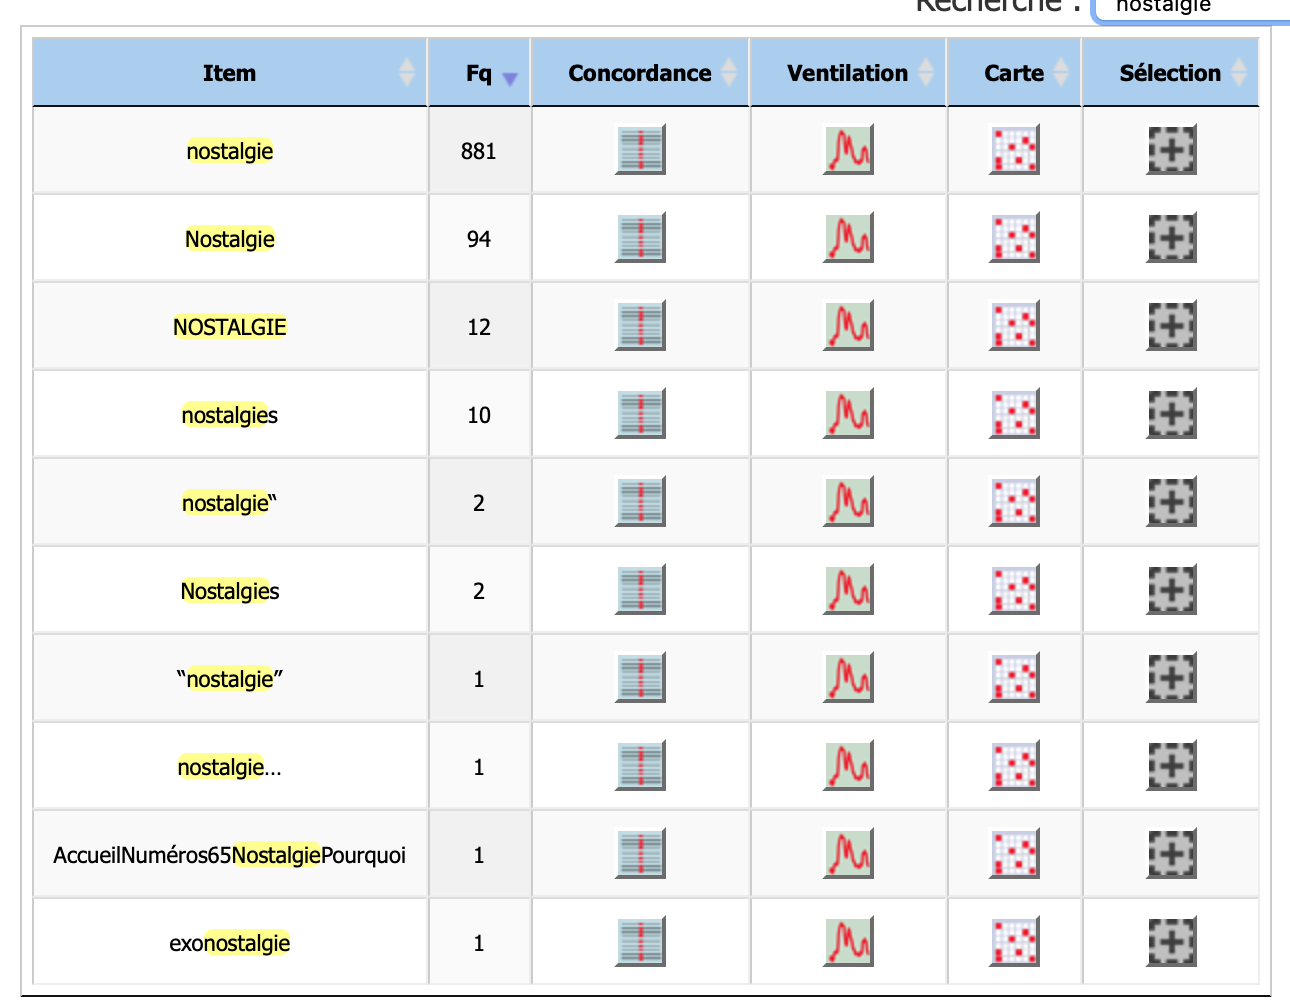 Recherche : nostalgie
Item Fq Concordance Ventilation Carte Sélection
nostalgie 881
Nostalgie 94
NOSTALGIE 12
nostalgies 10
nostalgie“ 2
Nostalgies 2
“nostalgie” 1
nostalgie… 1
AccueilNuméros65NostalgiePourquoi 1
exonostalgie 1